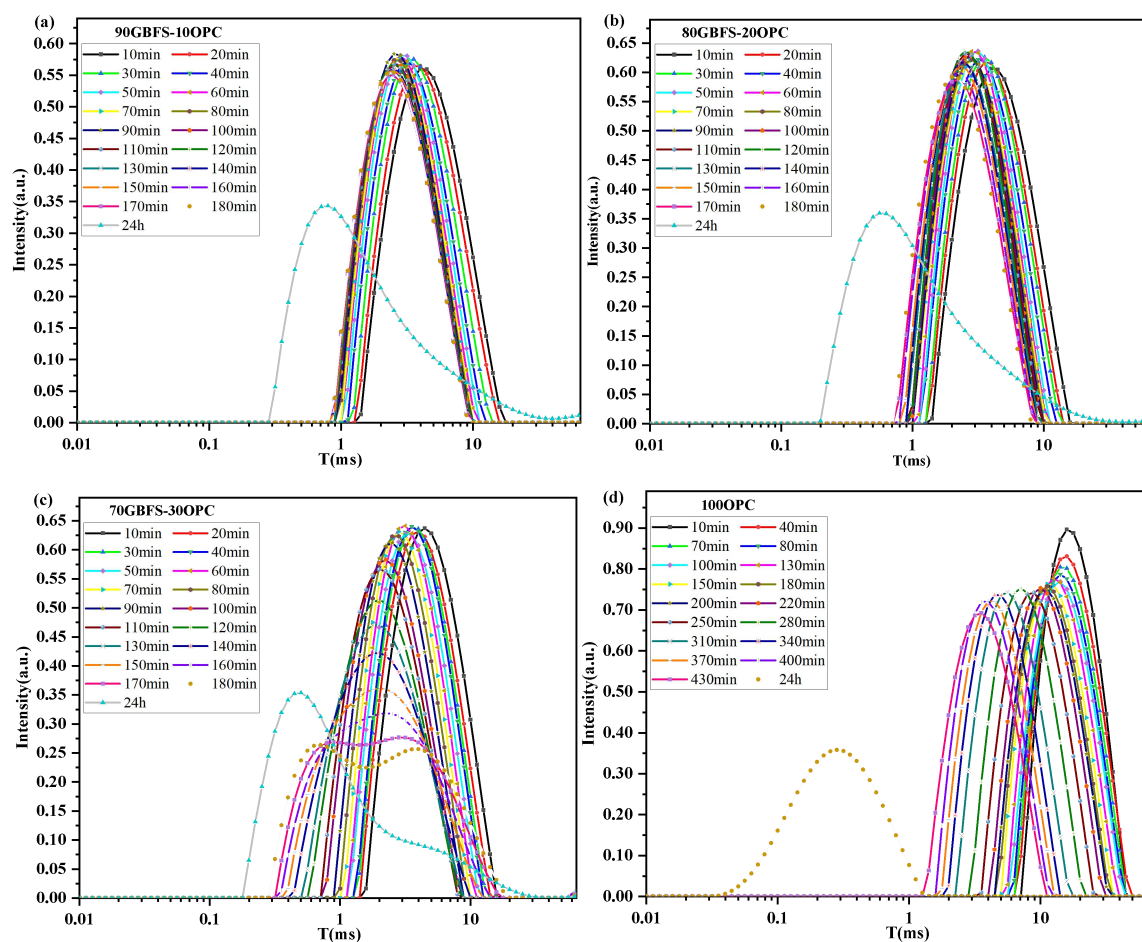 (a)
90GBFS-10OPC
10min 20min
30min 40min
50min 60min
70min 80min
90min 100min
110min 120min
130min 140min
150min 160min
170min 180min
24h
0.60
0.55
0.50
0.45
0.40
0.35
0.30
0.25
0.20
0.15
0.10
0.05
0.00
Intensity(a.u.)
0.01 0.1 1 10
T(ms)
(b)
80GBFS-20OPC
10min 20min
30min 40min
50min 60min
70min 80min
90min 100min
110min 120min
130min 140min
150min 160min
170min 180min
24h
0.65
0.60
0.55
0.50
0.45
0.40
0.35
0.30
0.25
0.20
0.15
0.10
0.05
0.00
Intensity(a.u.)
0.01 0.1 1 10
T(ms)
(c)
70GBFS-30OPC
10min 20min
30min 40min
50min 60min
70min 80min
90min 100min
110min 120min
130min 140min
150min 160min
170min 180min
24h
0.65
0.60
0.55
0.50
0.45
0.40
0.35
0.30
0.25
0.20
0.15
0.10
0.05
0.00
Intensity(a.u.)
0.01 0.1 1 10
T(ms)
(d)
100OPC
10min 40min
70min 80min
100min 130min
150min 180min
200min 220min
250min 280min
310min 340min
370min 400min
430min 24h
0.90
0.80
0.70
0.60
0.50
0.40
0.30
0.20
0.10
0.00
Intensity(a.u.)
0.01 0.1 1 10
T(ms)